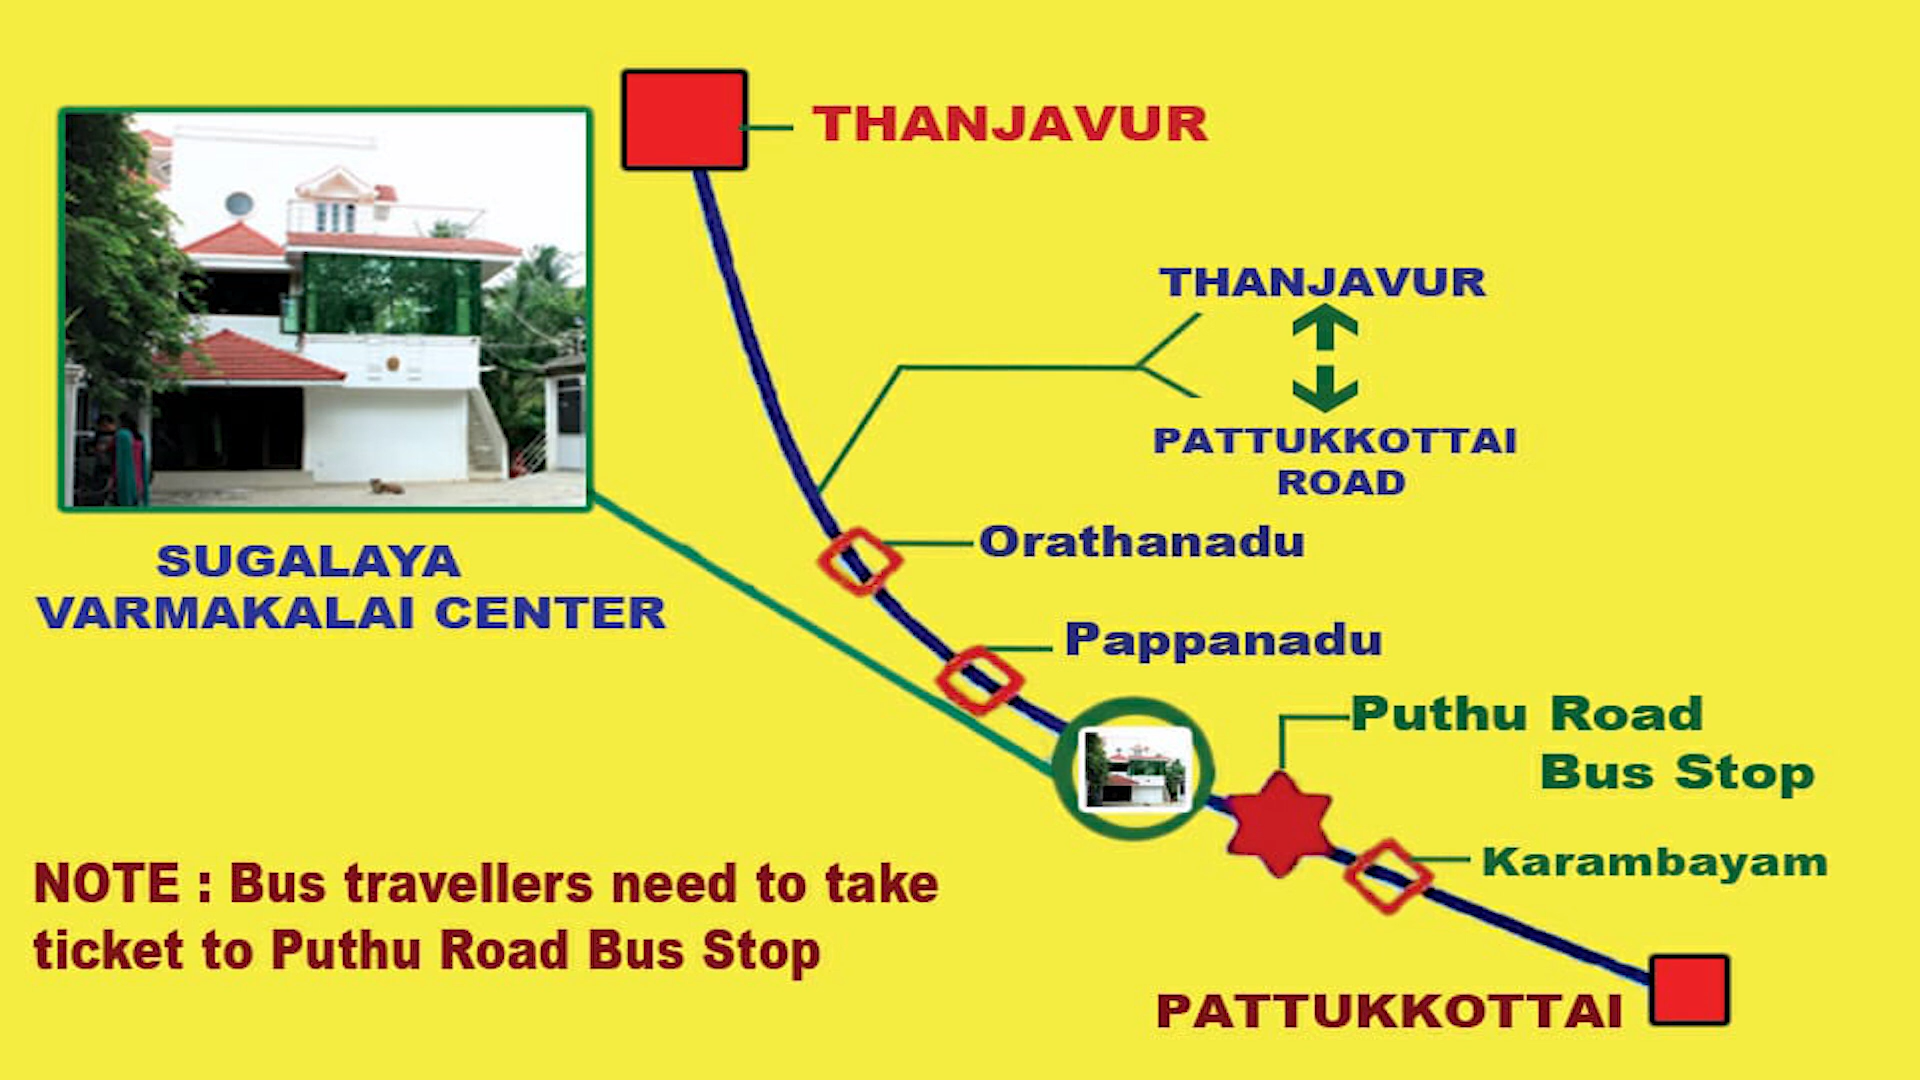 THANJAVUR
THANJAVUR
PATTUKKOTTAI
ROAD
Orathanadu
SUGALAYA
VARMAKALAI CENTER
Pappanadu
Puthu Road
Bus Stop
Karambayam
NOTE : Bus travellers need to take
ticket to Puthu Road Bus Stop
PATTUKKOTTAI